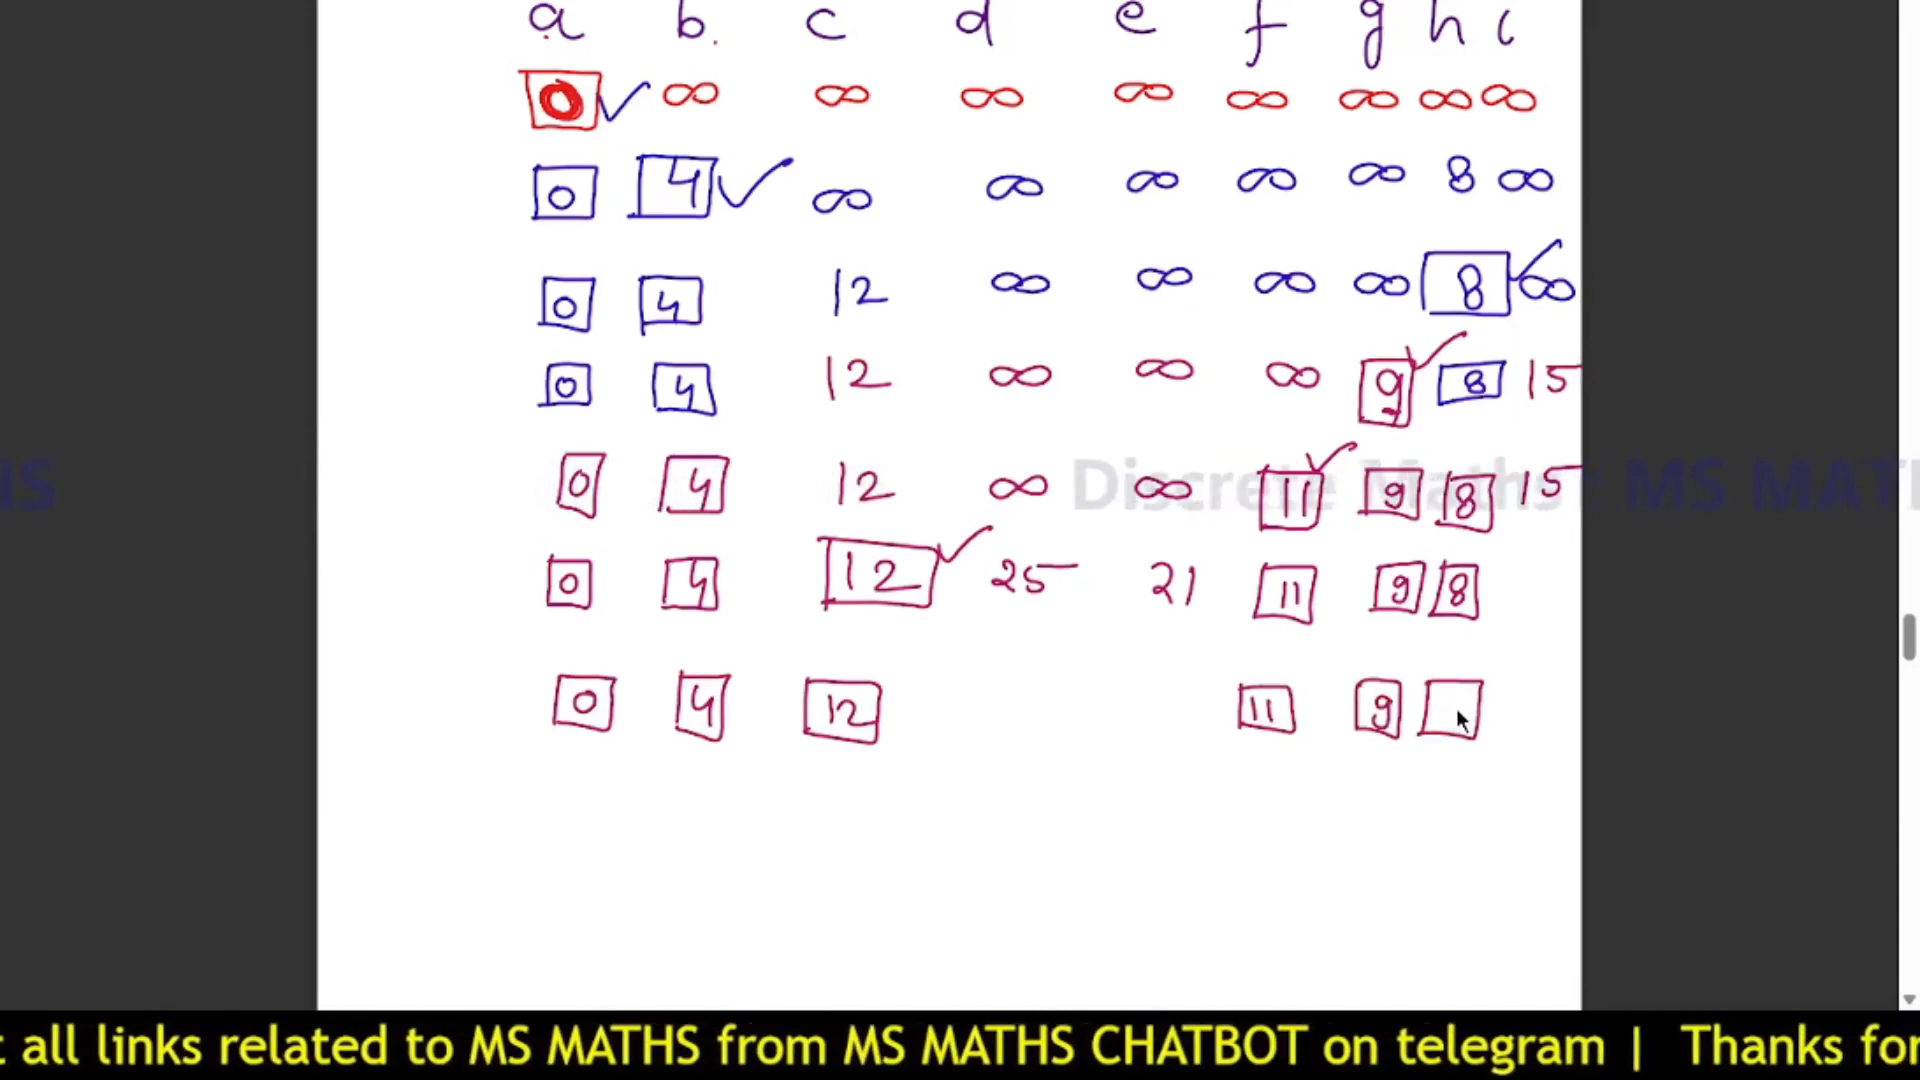 a b. c d e f g h i
0 ✓ ∞ ∞ ∞ ∞ ∞ ∞ ∞ ∞
0 4 ✓ ∞ ∞ ∞ ∞ ∞ 8 ∞
0 4 12 ∞ ∞ ∞ ∞ 8 ✓ ∞
0 4 12 ∞ ∞ ∞ 9 ✓ 8 15
0 4 12 ∞ ∞ 11 ✓ 9 8 15
HS Discrete Maths : MS MAT
0 4 12 ✓ 25 21 11 9 8
0 4 12 11 9
t all links related to MS MATHS from MS MATHS CHATBOT on telegram | Thanks for